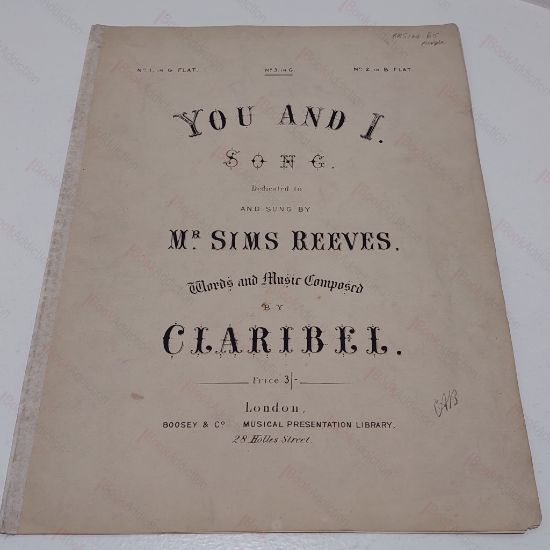 No 1. IN G FLAT. No 3. IN C. No 2. IN B FLAT
YOU AND I.
SONG.
Dedicated to
AND SUNG BY
MR SIMS REEVES.
Words and Music Composed
BY
CLARIBEL.
Price 3/-
London,
BOOSEY & Co MUSICAL PRESENTATION LIBRARY.
28 Holles Street.
BookAddiction